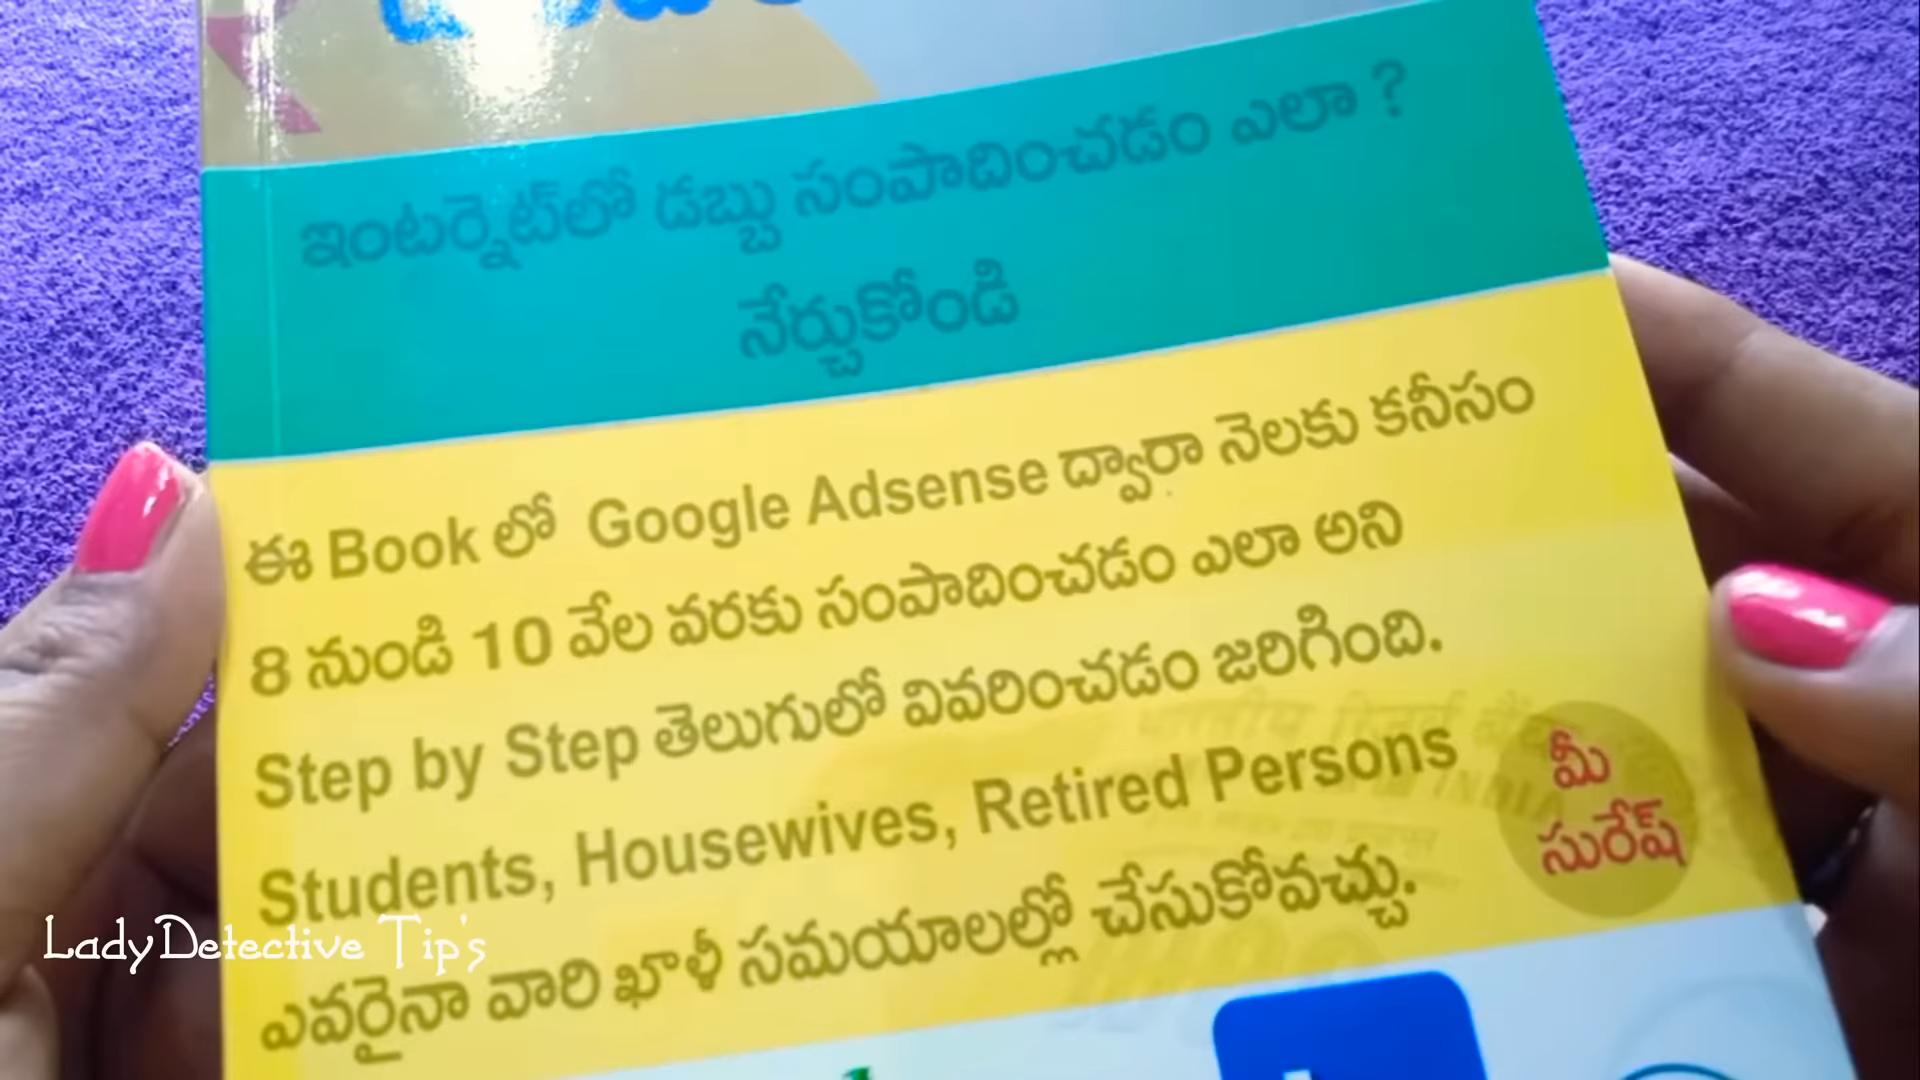 ఇంటర్నెట్‌లో డబ్బు సంపాదించడం ఎలా ?
నేర్చుకోండి
ఈ Book లో Google Adsense ద్వారా నెలకు కనీసం
8 నుండి 10 వేల వరకు సంపాదించడం ఎలా అని
Step by Step తెలుగులో వివరించడం జరిగింది.
Students, Housewives, Retired Persons
ఎవరైనా వారి ఖాళీ సమయాలల్లో చేసుకోవచ్చు.
మీ
సురేష్
LadyDetective Tip's